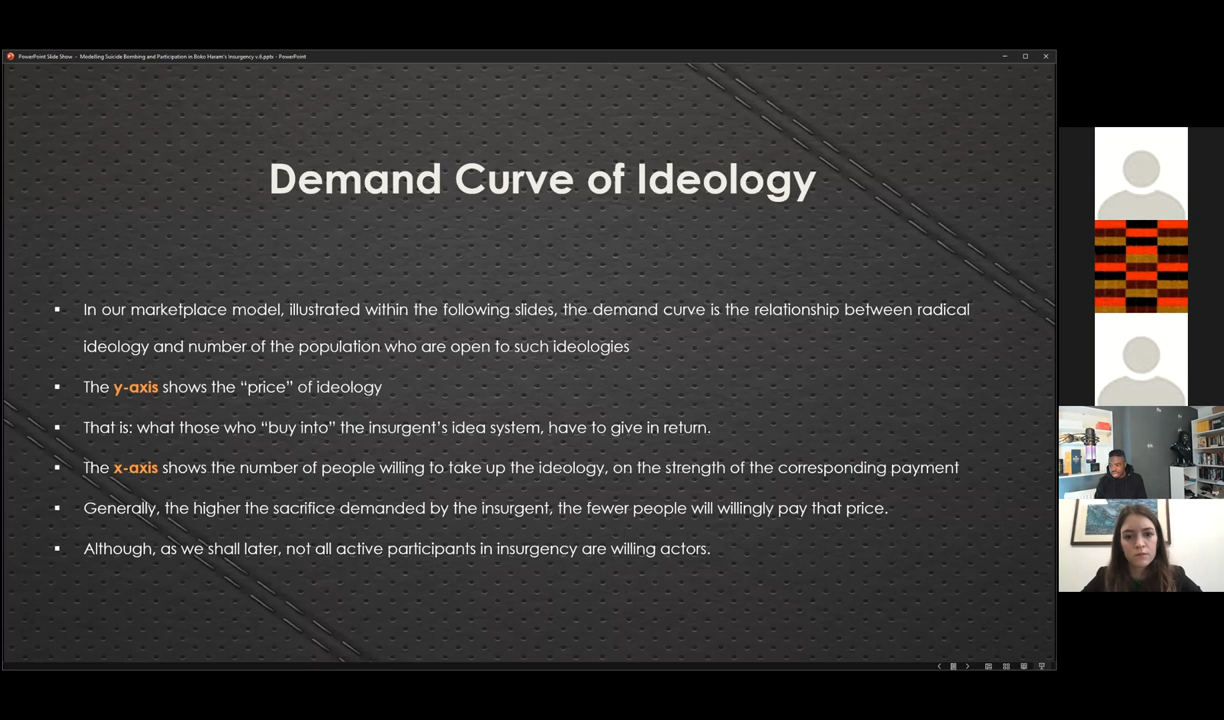 PowerPoint Slide Show - Modelling Suicide Bombing and Participation in Boko Haram's Insurgency v.6.pptx - PowerPoint
Demand Curve of Ideology
▪ In our marketplace model, illustrated within the following slides, the demand curve is the relationship between radical
ideology and number of the population who are open to such ideologies
▪ The y-axis shows the “price” of ideology
▪ That is: what those who “buy into” the insurgent’s idea system, have to give in return.
▪ The x-axis shows the number of people willing to take up the ideology, on the strength of the corresponding payment
▪ Generally, the higher the sacrifice demanded by the insurgent, the fewer people will willingly pay that price.
▪ Although, as we shall later, not all active participants in insurgency are willing actors.